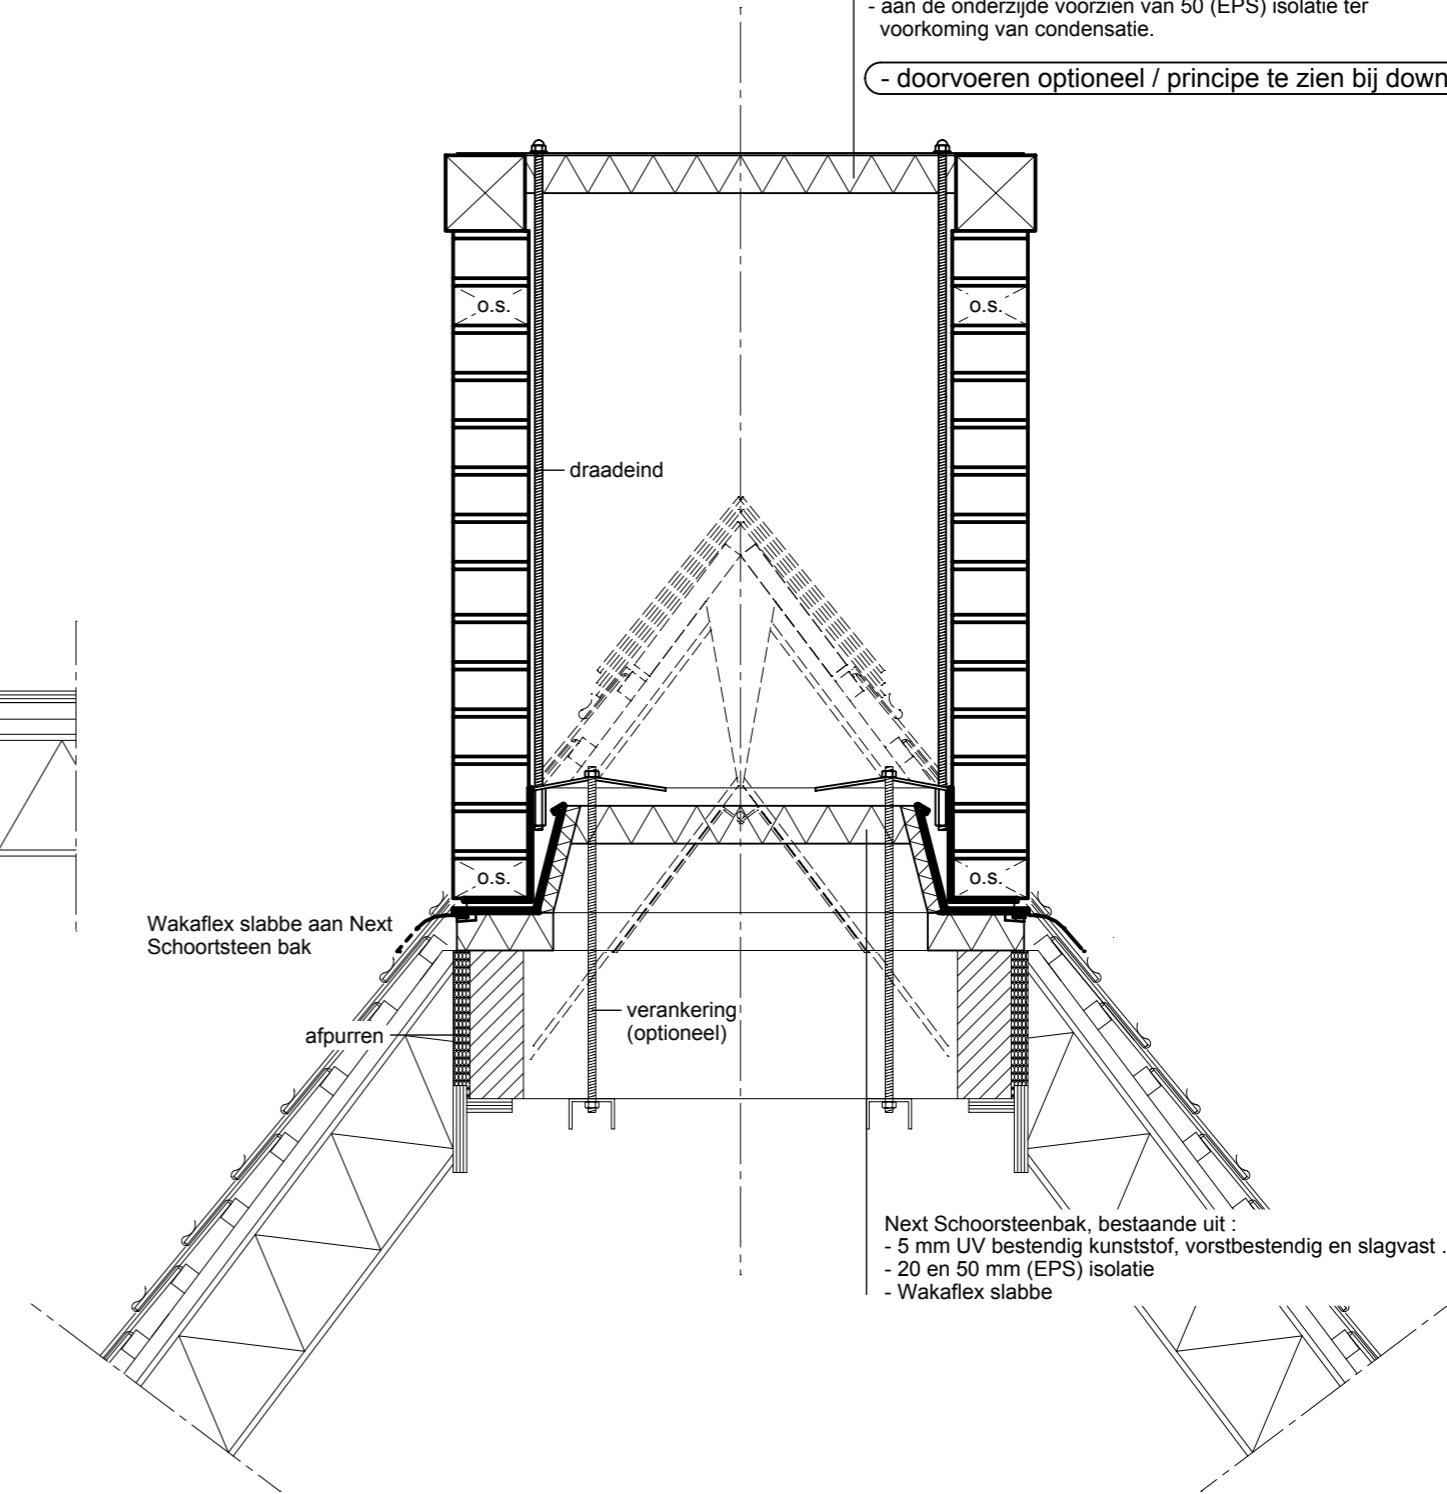 - aan de onderzijde voorzien van 50 (EPS) isolatie ter
voorkoming van condensatie.
- doorvoeren optioneel / principe te zien bij down
o.s.
o.s.
draadeind
o.s.
o.s.
Wakaflex slabbe aan Next
Schoortsteen bak
verankering
(optioneel)
afpurren
Next Schoorsteenbak, bestaande uit :
- 5 mm UV bestendig kunststof, vorstbestendig en slagvast .
- 20 en 50 mm (EPS) isolatie
- Wakaflex slabbe